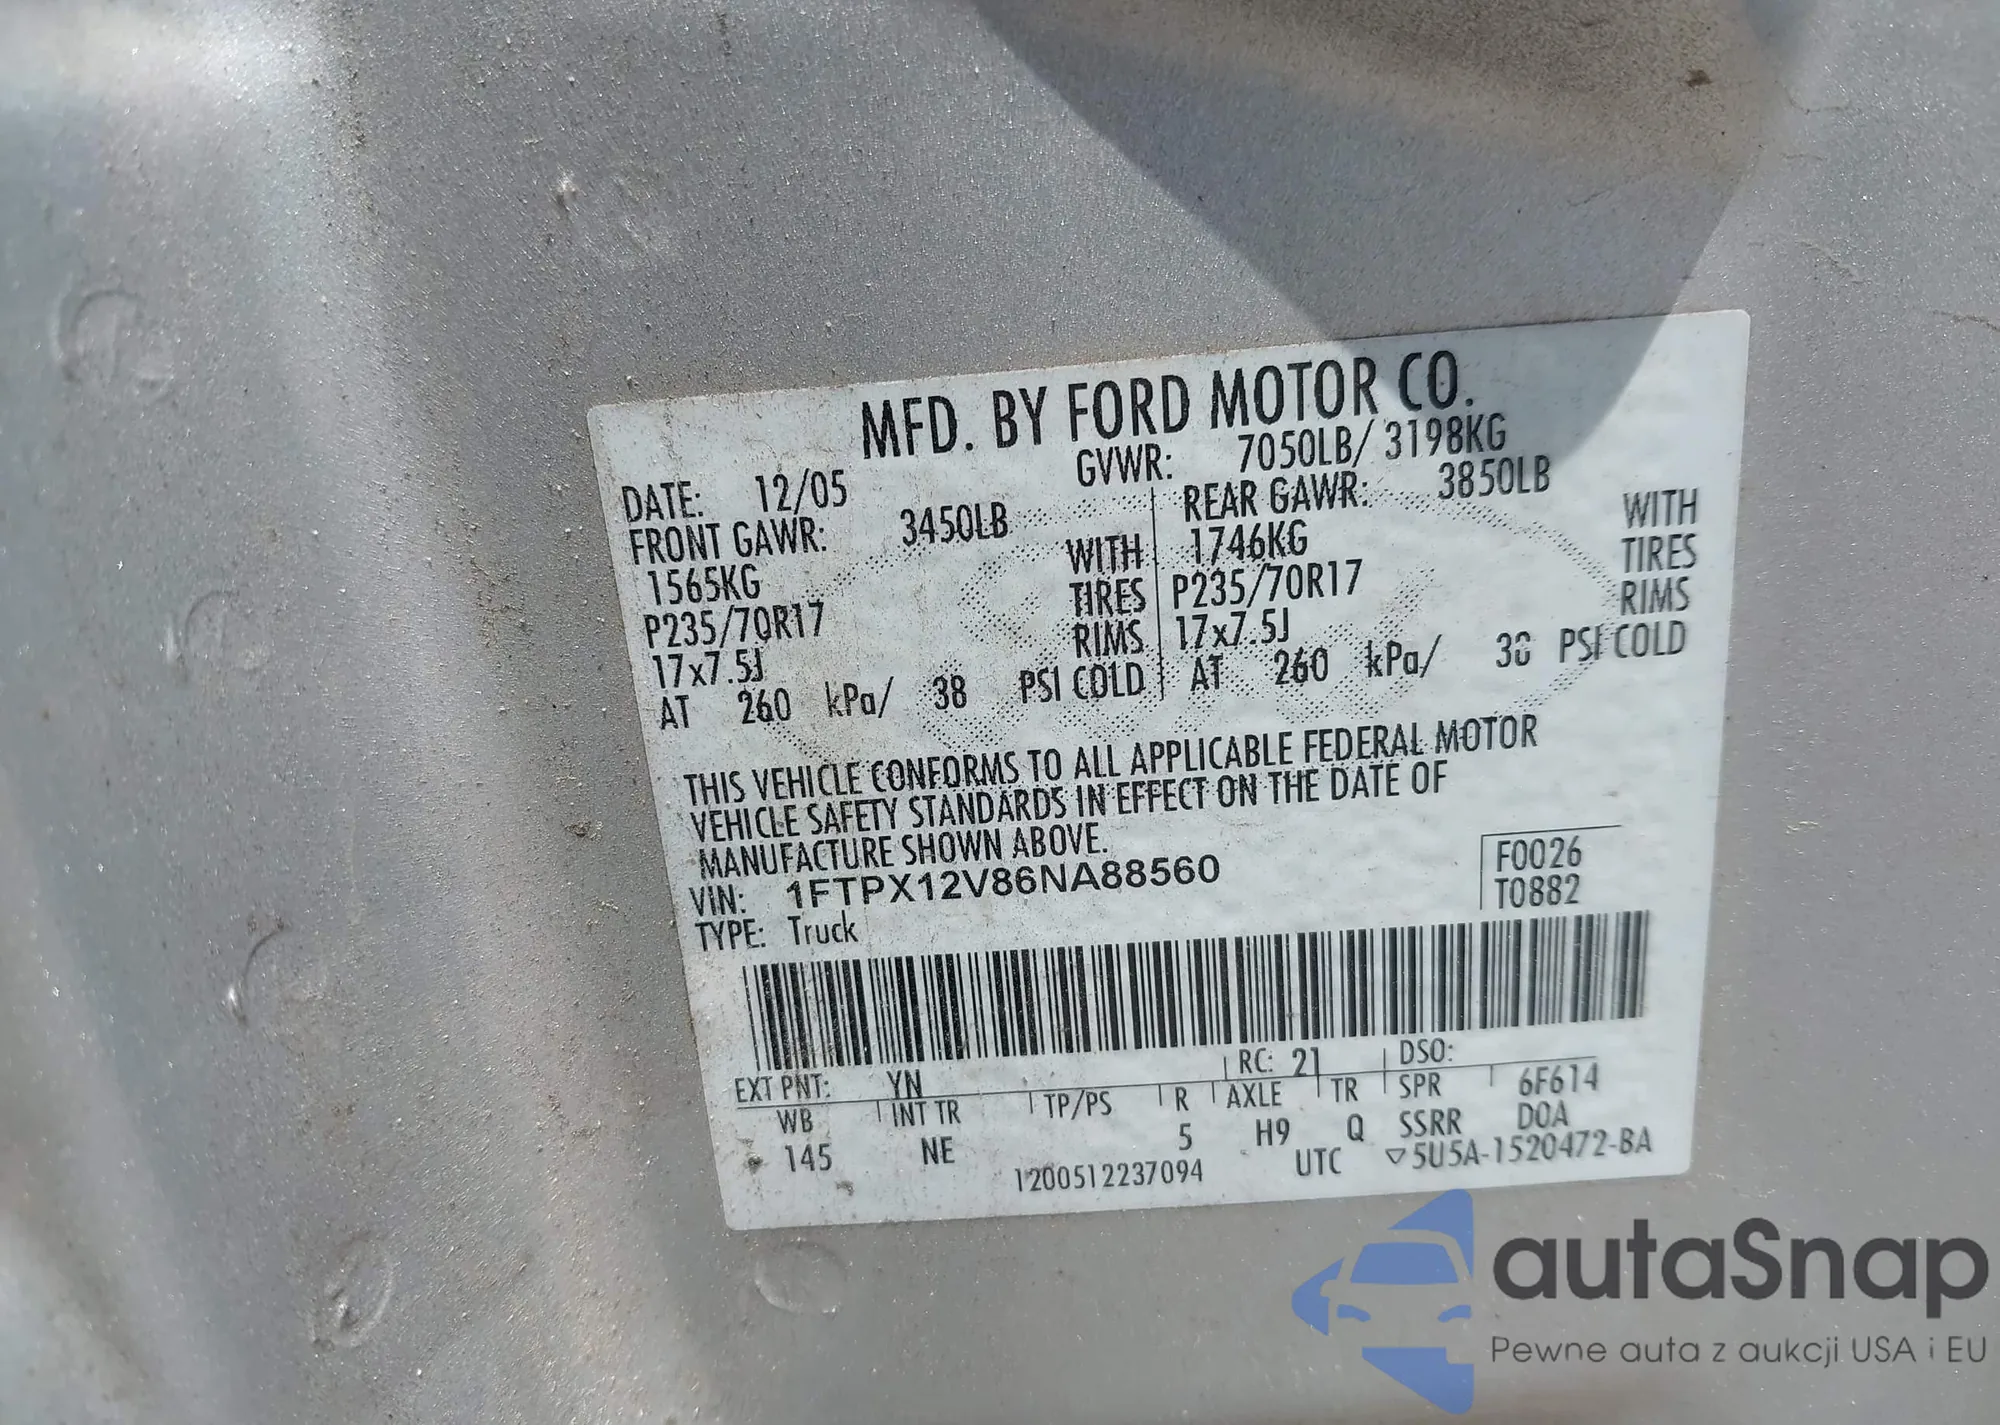 MFD. BY FORD MOTOR CO.
DATE: 12/05 GVWR: 7050LB/ 3198KG
FRONT GAWR: 3450LB REAR GAWR: 3850LB
1565KG WITH 1746KG WITH
P235/70R17 TIRES P235/70R17 TIRES
17x7.5J RIMS 17x7.5J RIMS
AT 260 kPa/ 38 PSI COLD AT 260 kPa/ 38 PSI COLD
THIS VEHICLE CONFORMS TO ALL APPLICABLE FEDERAL MOTOR
VEHICLE SAFETY STANDARDS IN EFFECT ON THE DATE OF
MANUFACTURE SHOWN ABOVE.
VIN: 1FTPX12V86NA88560 F0026
TYPE: Truck T0882
EXT PNT: YN RC: 21 DSO:
WB INT TR TP/PS R AXLE TR SPR 6F614
145 NE 5 H9 Q SSRR DOA
1200512237094 UTC ▽5U5A-1520472-BA
autaSnap
Pewne auta z aukcji USA i EU